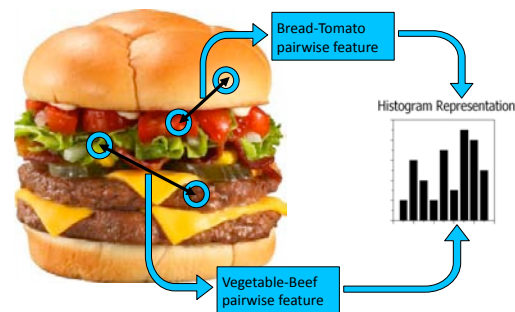 Bread-Tomato
pairwise feature
Histogram Representation
Vegetable-Beef
pairwise feature